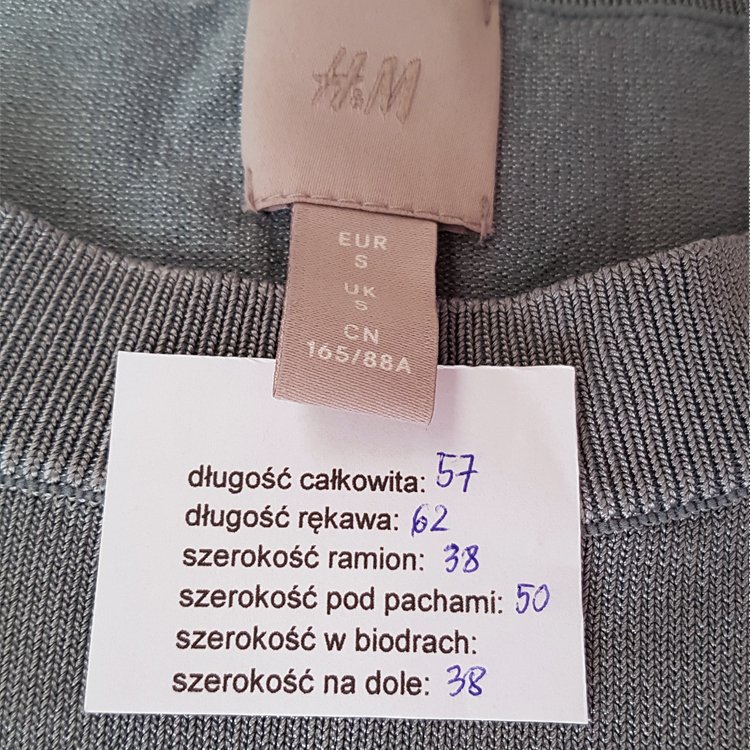 H&M
EUR
S
UK
S
CN
165/88A
długość całkowita: 57
długość rękawa: 62
szerokość ramion: 38
szerokość pod pachami: 50
szerokość w biodrach:
szerokość na dole: 38